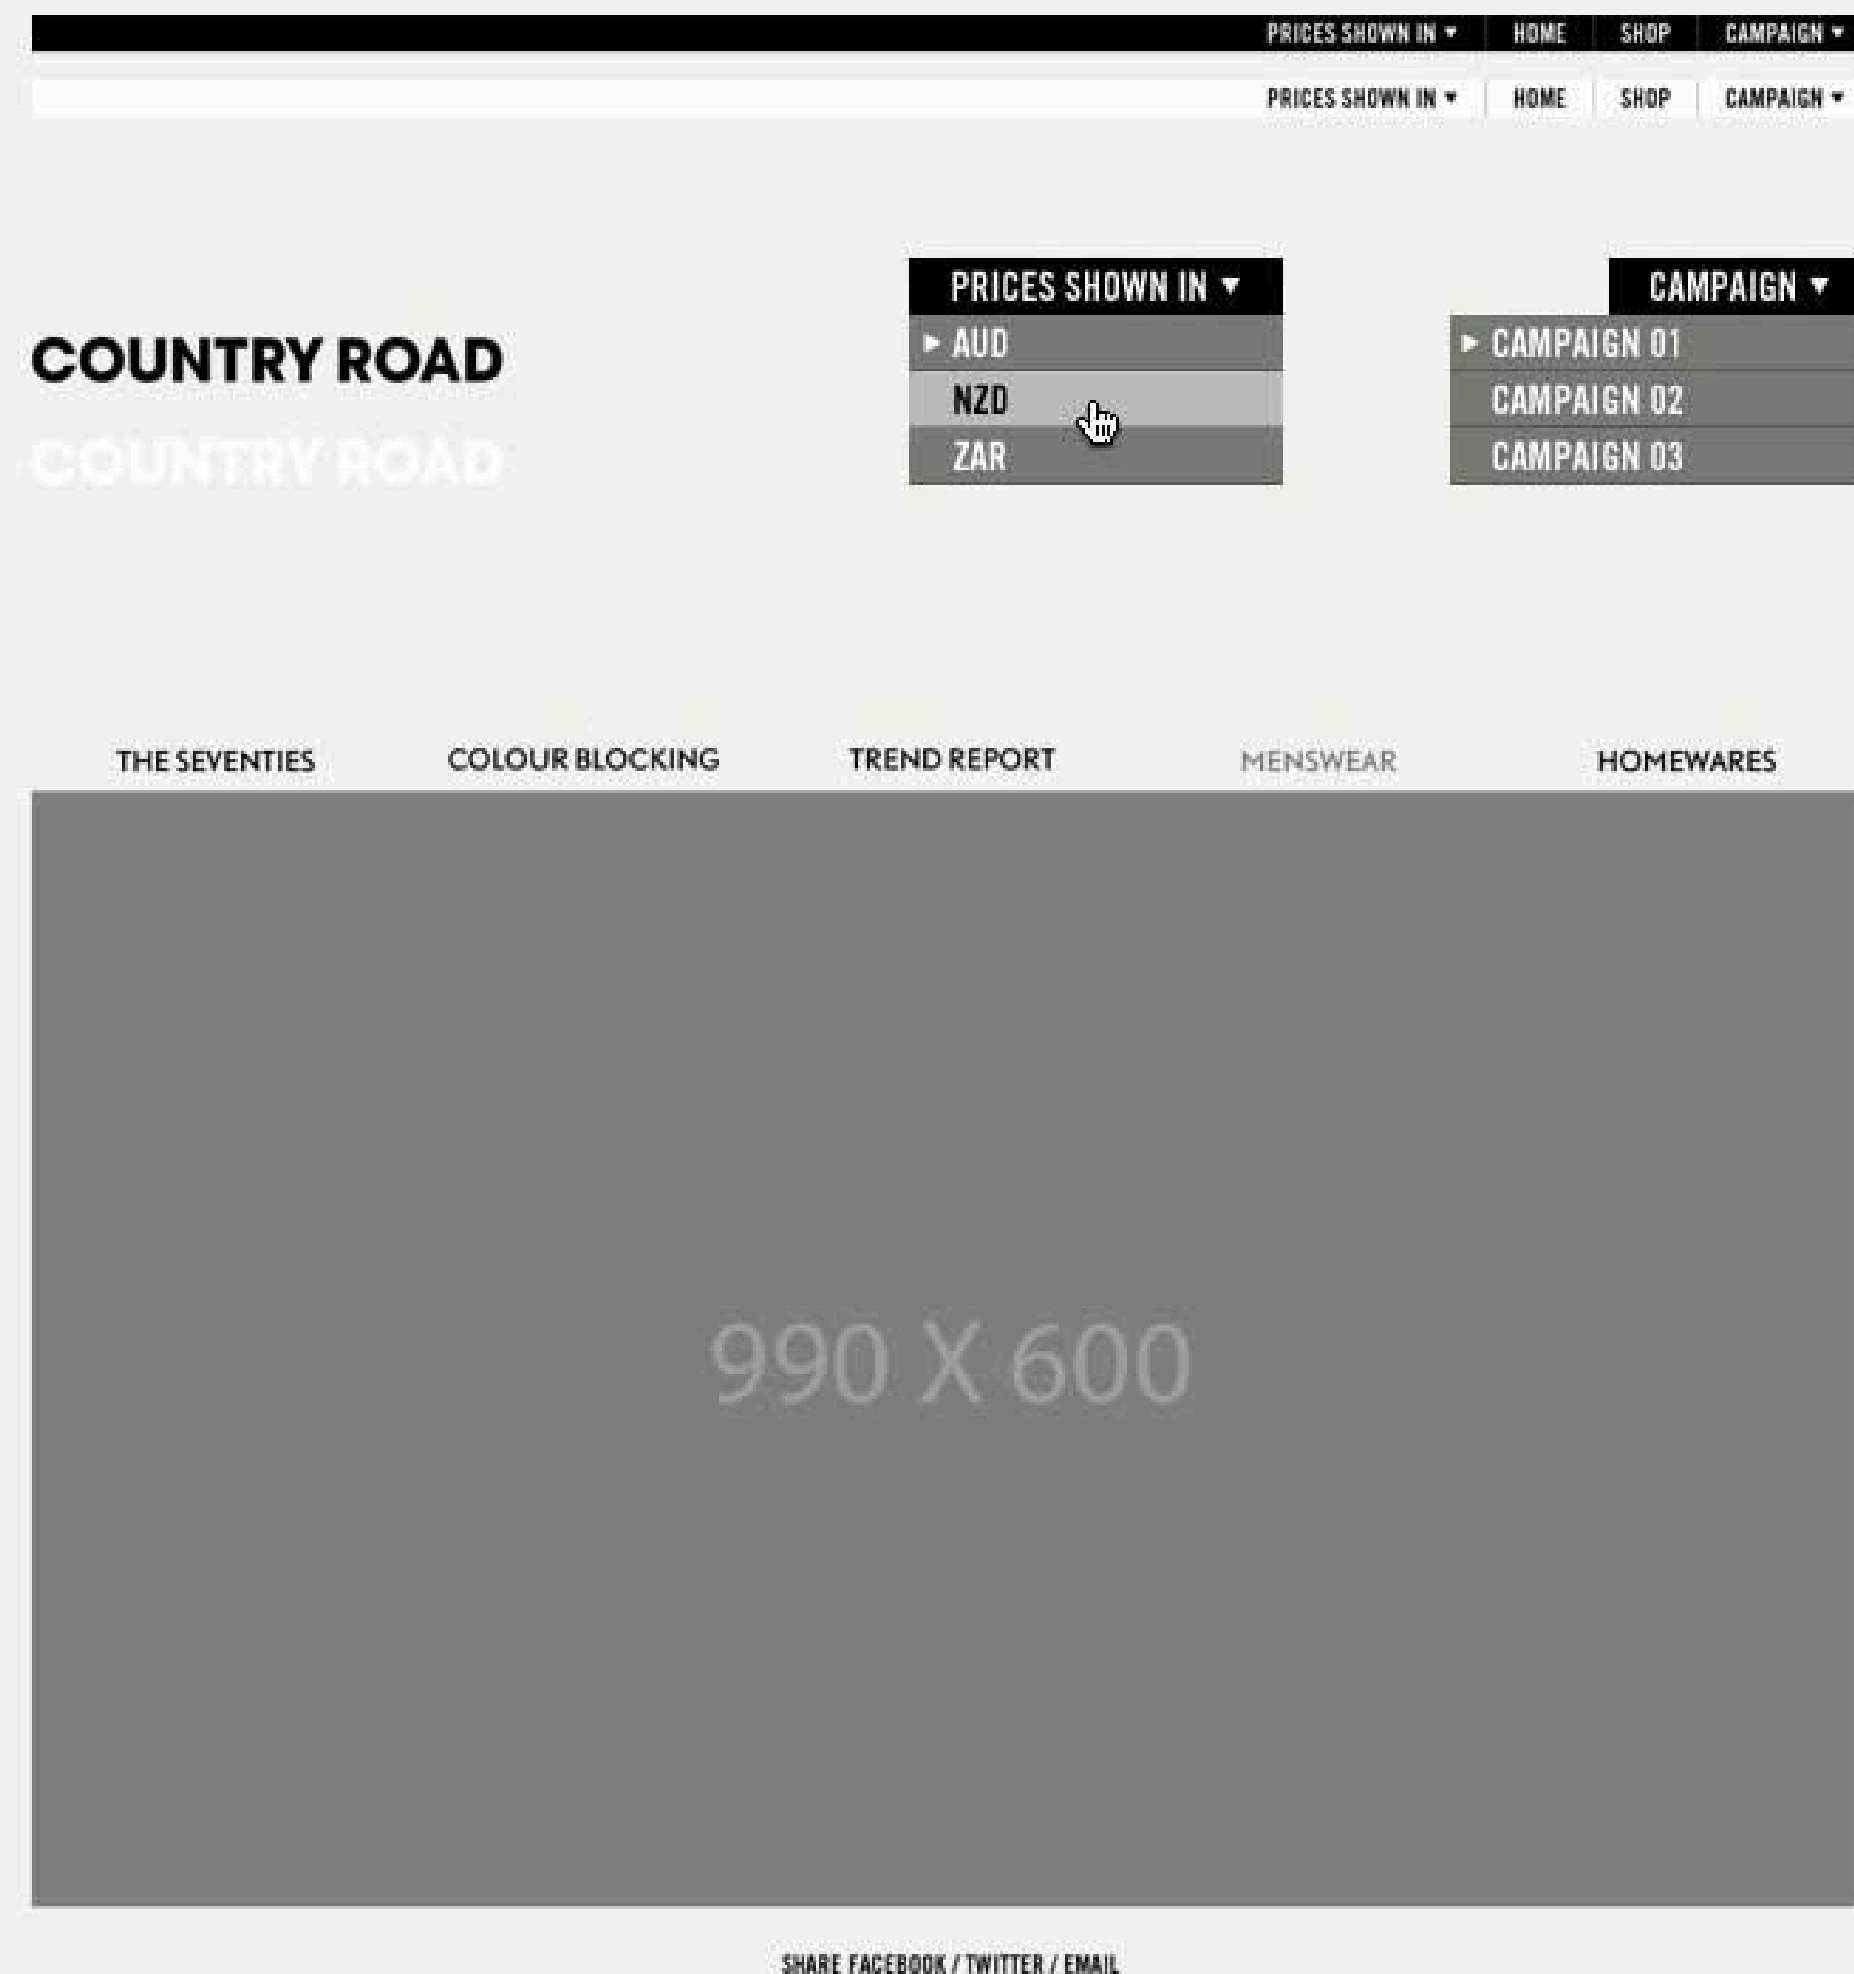 PRICES SHOWN IN ▼ HOME SHOP CAMPAIGN ▼
PRICES SHOWN IN ▼ HOME SHOP CAMPAIGN ▼
PRICES SHOWN IN ▼ CAMPAIGN ▼
▶ AUD ▶ CAMPAIGN 01
COUNTRY ROAD
NZD CAMPAIGN 02
COUNTRY ROAD
ZAR CAMPAIGN 03
THE SEVENTIES COLOUR BLOCKING TREND REPORT MENSWEAR HOMEWARES
990 X 600
SHARE FACEBOOK / TWITTER / EMAIL